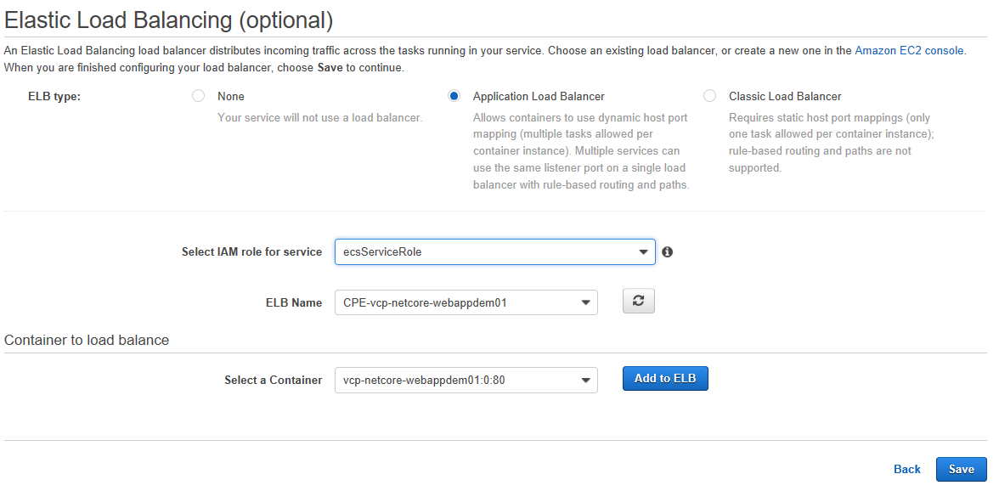 Elastic Load Balancing (optional)
An Elastic Load Balancing load balancer distributes incoming traffic across the tasks running in your service. Choose an existing load balancer, or create a new one in the Amazon EC2 console.
When you are finished configuring your load balancer, choose Save to continue.
ELB type:
None
Your service will not use a load balancer.
Application Load Balancer
Allows containers to use dynamic host port
mapping (multiple tasks allowed per
container instance). Multiple services can
use the same listener port on a single load
balancer with rule-based routing and paths.
Classic Load Balancer
Requires static host port mappings (only
one task allowed per container instance);
rule-based routing and paths are not
supported.
Select IAM role for service
ecsServiceRole
ELB Name
CPE-vcp-netcore-webappdem01
Container to load balance
Select a Container
vcp-netcore-webappdem01:0:80
Add to ELB
Back
Save